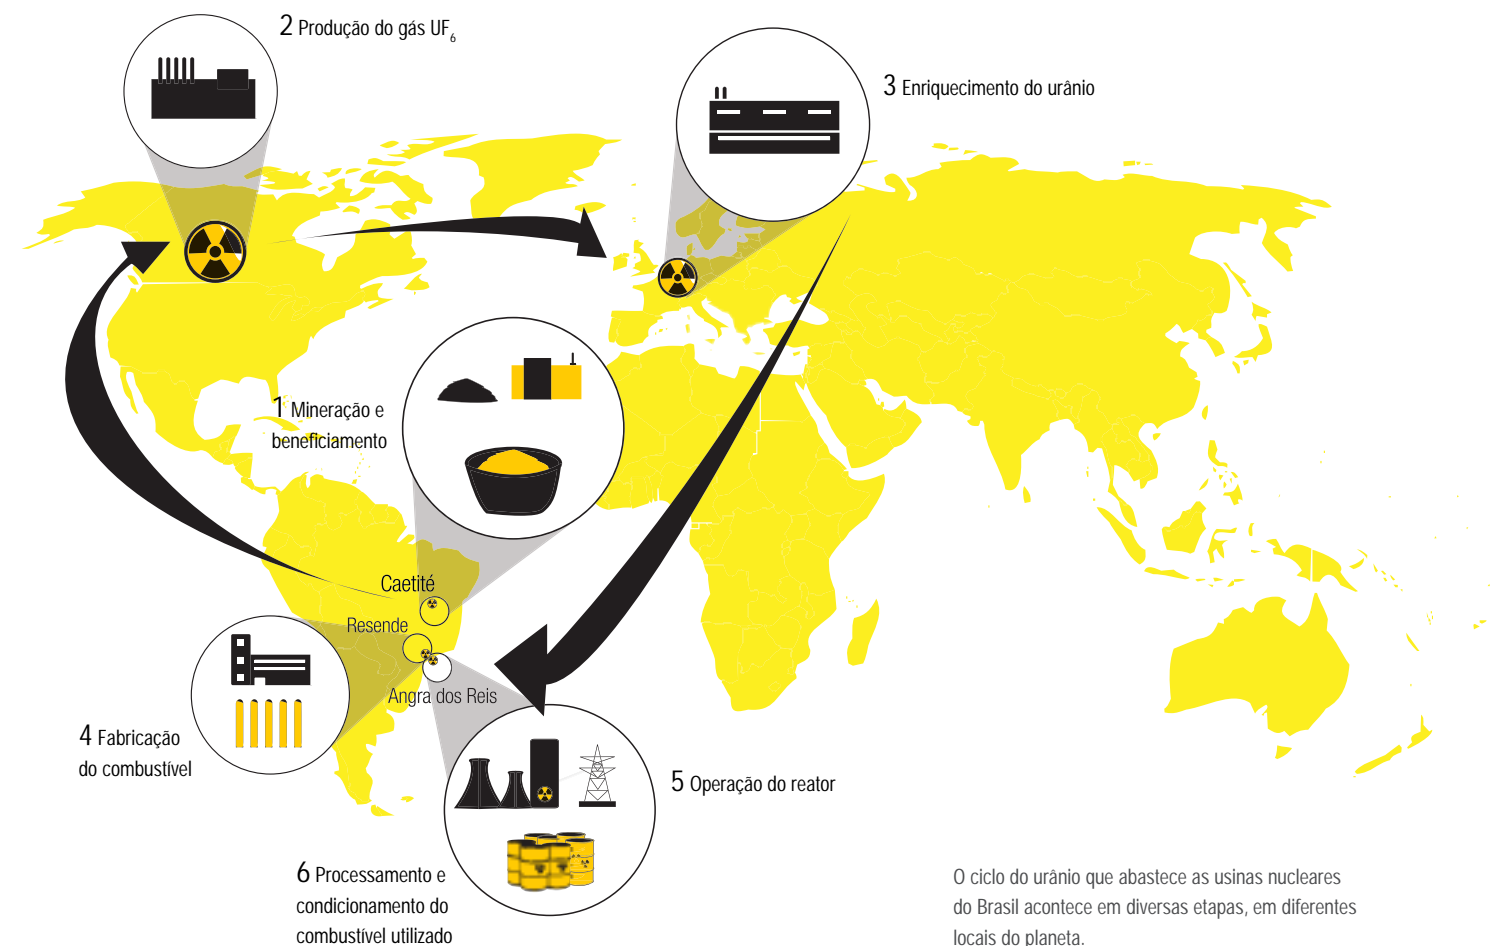 2 Produção do gás UF₆
3 Enriquecimento do urânio
1 Mineração e
beneficiamento
Caetité
Resende
Angra dos Reis
4 Fabricação
do combustível
5 Operação do reator
6 Processamento e
condicionamento do
combustível utilizado
O ciclo do urânio que abastece as usinas nucleares
do Brasil acontece em diversas etapas, em diferentes
locais do planeta.